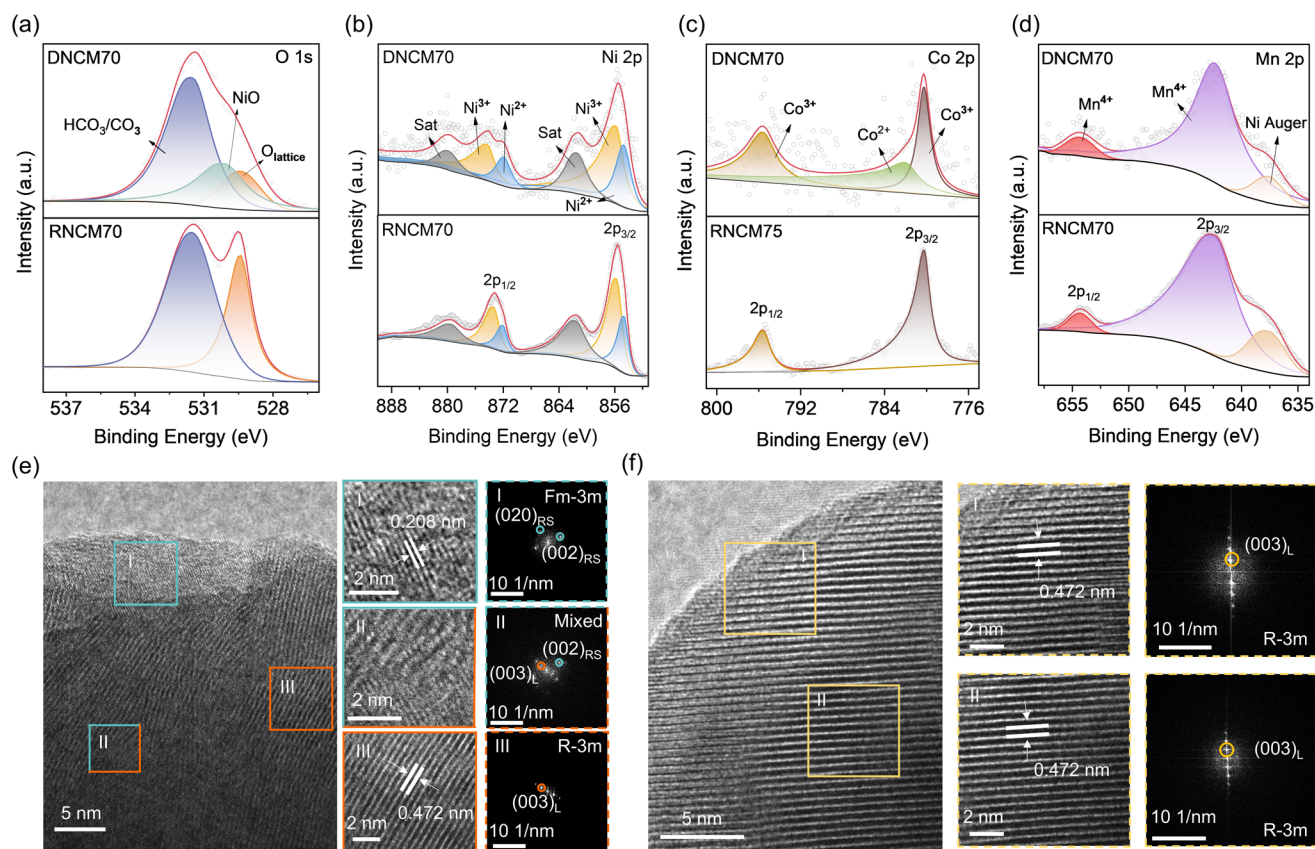 (a)
DNCM70
O 1s
NiO
HCO₃/CO₃
O lattice
RNCM70
Intensity (a.u.)
537 534 531 528
Binding Energy (eV)
(b)
DNCM70
Ni 2p
Ni³⁺
Ni²⁺
Ni³⁺
Sat
Sat
Ni²⁺
RNCM70
2p₃/₂
2p₁/₂
Intensity (a.u.)
888 880 872 864 856
Binding Energy (eV)
(c)
DNCM70
Co 2p
Co³⁺
Co²⁺
Co³⁺
RNCM75
2p₃/₂
2p₁/₂
Intensity (a.u.)
800 792 784 776
Binding Energy (eV)
(d)
DNCM70
Mn 2p
Mn⁴⁺
Mn⁴⁺
Ni Auger
RNCM70
2p₃/₂
2p₁/₂
Intensity (a.u.)
655 650 645 640 635
Binding Energy (eV)
(e)
I
II
III
5 nm
I
0.208 nm
2 nm
I
Fm-3m
(020)RS
(002)RS
10 1/nm
II
2 nm
II
Mixed
(002)RS
(003)L
10 1/nm
III
0.472 nm
2 nm
III
R-3m
(003)L
10 1/nm
(f)
I
II
5 nm
I
0.472 nm
2 nm
(003)L
10 1/nm
R-3m
II
0.472 nm
2 nm
(003)L
10 1/nm
R-3m